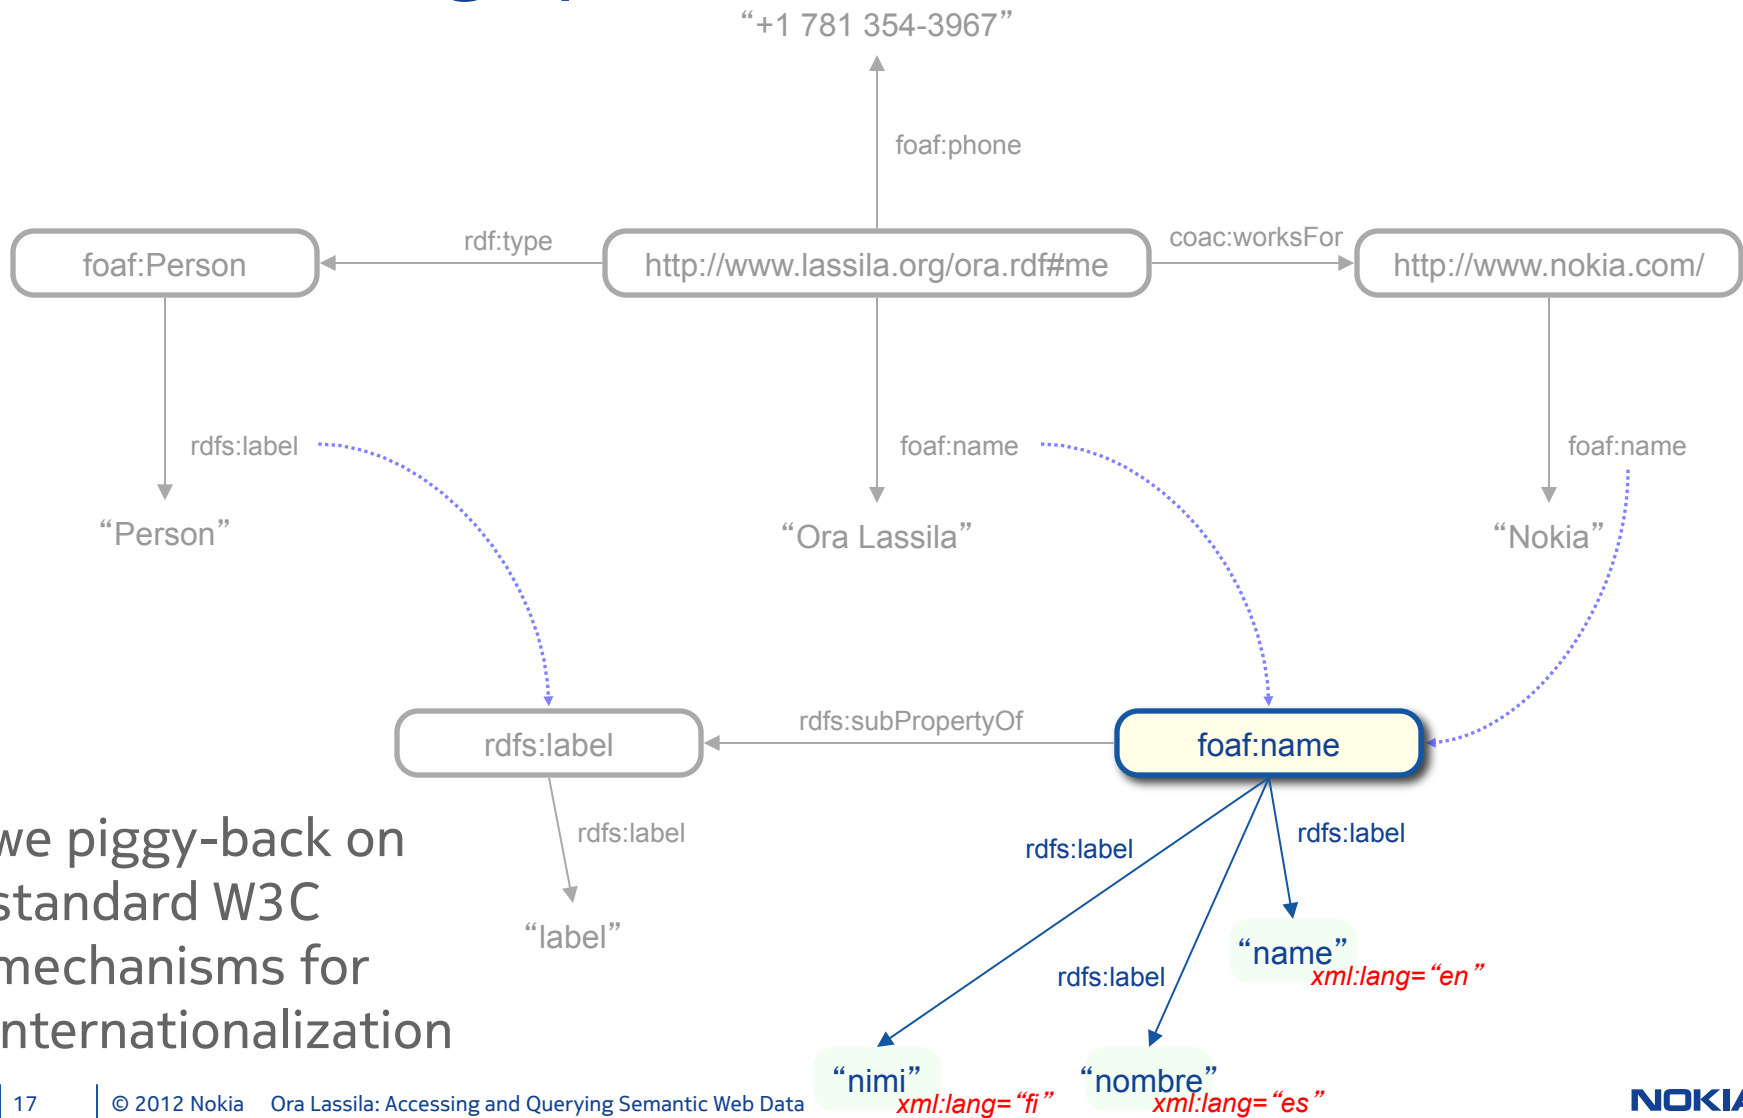 “+1 781 354-3967”
foaf:phone
rdf:type
coac:worksFor
foaf:Person
http://www.lassila.org/ora.rdf#me
http://www.nokia.com/
rdfs:label
foaf:name
foaf:name
“Person”
“Ora Lassila”
“Nokia”
rdfs:subPropertyOf
rdfs:label
foaf:name
rdfs:label
rdfs:label
rdfs:label
“label”
“name”
xml:lang=“en”
rdfs:label
“nimi”
xml:lang=“fi”
“nombre”
xml:lang=“es”
we piggy-back on
standard W3C
mechanisms for
internationalization
17 © 2012 Nokia Ora Lassila: Accessing and Querying Semantic Web Data
NOKIA